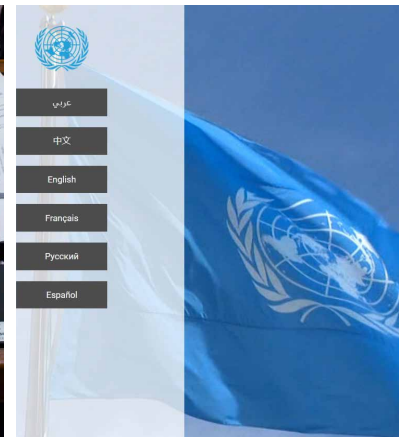 عربي
中文
English
Français
Русский
Español